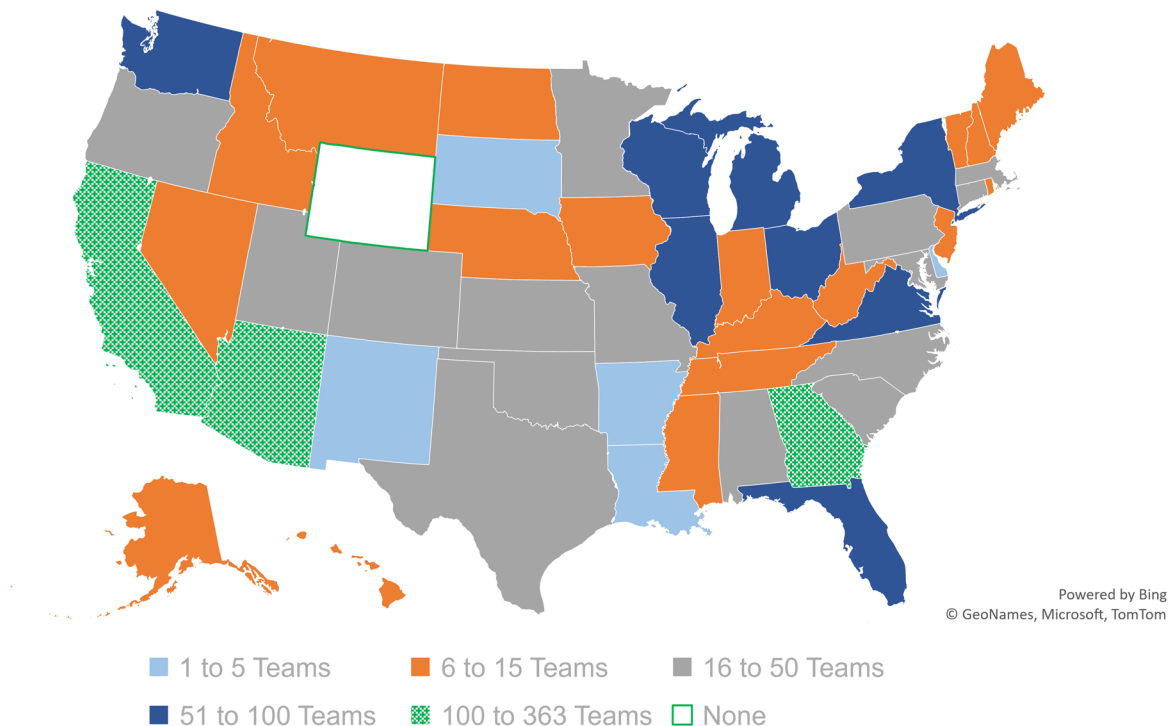 Powered by Bing
© GeoNames, Microsoft, TomTom
1 to 5 Teams
6 to 15 Teams
16 to 50 Teams
51 to 100 Teams
100 to 363 Teams
None